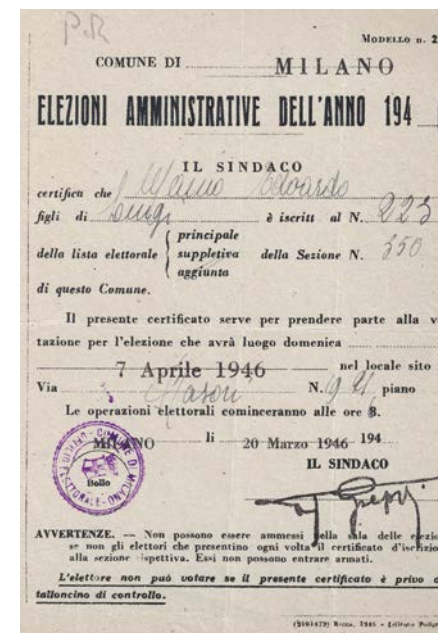 P.R
MODELLO n. 2
COMUNE DI MILANO
ELEZIONI AMMINISTRATIVE DELL'ANNO 194
IL SINDACO
certifica che Edoardo
figli di Luigi è iscritt al N. 223
principale
della lista elettorale suppletiva della Sezione N. 350
aggiunta
di questo Comune.
Il presente certificato serve per prendere parte alla v
tazione per l'elezione che avrà luogo domenica
7 Aprile 1946 nel locale sito
Via N. piano
Le operazioni elettorali cominceranno alle ore 8.
MILANO li 20 Marzo 1946 194
UFFICIO ELETTORALE - COMUNE DI MILANO
Bollo
IL SINDACO
Greppi
AVVERTENZE. — Non possono essere ammessi nella sala delle elezio
se non gli elettori che presentino ogni volta il certificato d'iscrizio
alla sezione rispettiva. Essi non possono entrare armati.
L'elettore non può votare se il presente certificato è privo d
talloncino di controllo.